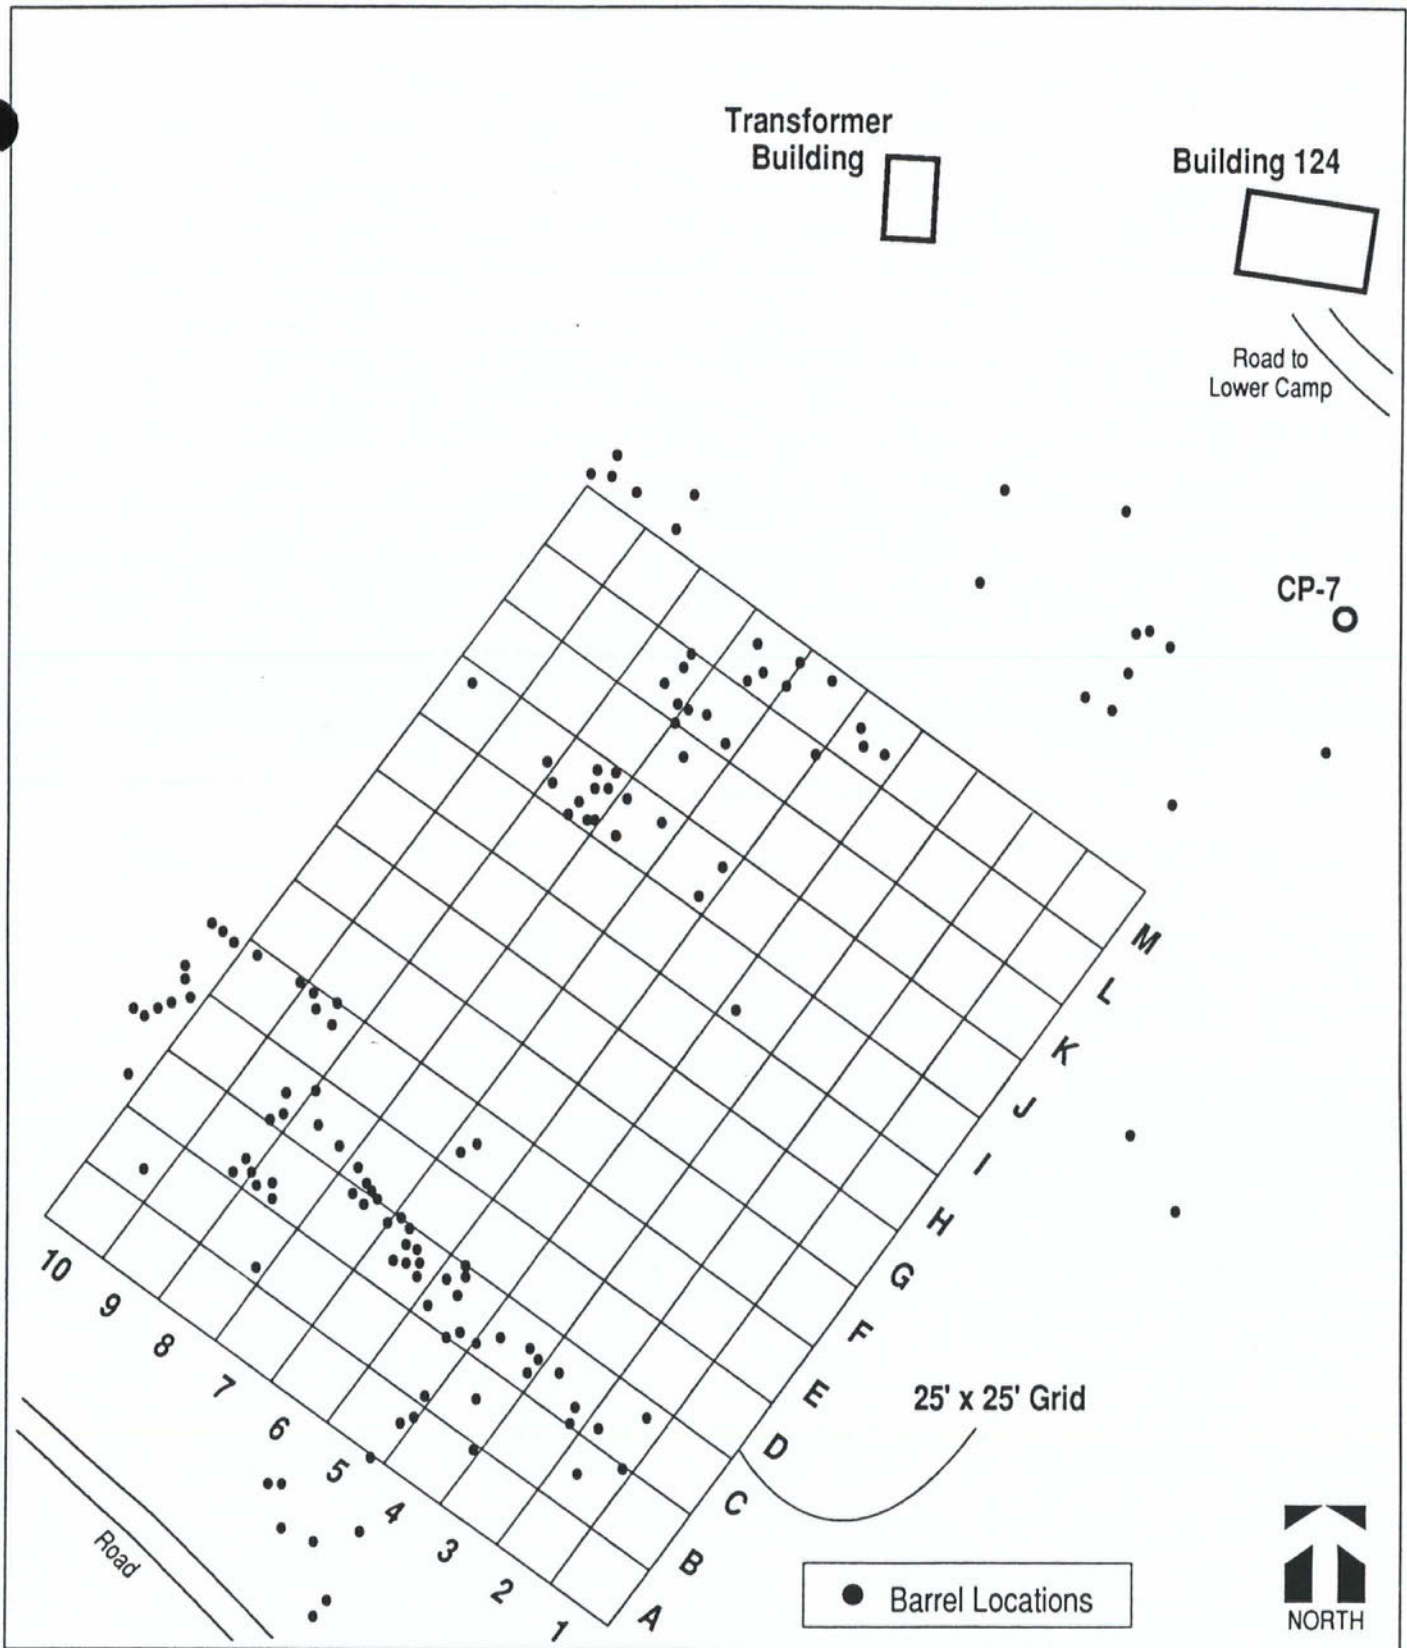 Transformer
Building
Building 124
Road to
Lower Camp
CP-7
M
L
K
J
I
H
G
F
E
D
C
B
A
10
9
8
7
6
5
4
3
2
1
25' x 25' Grid
Road
Barrel Locations
NORTH